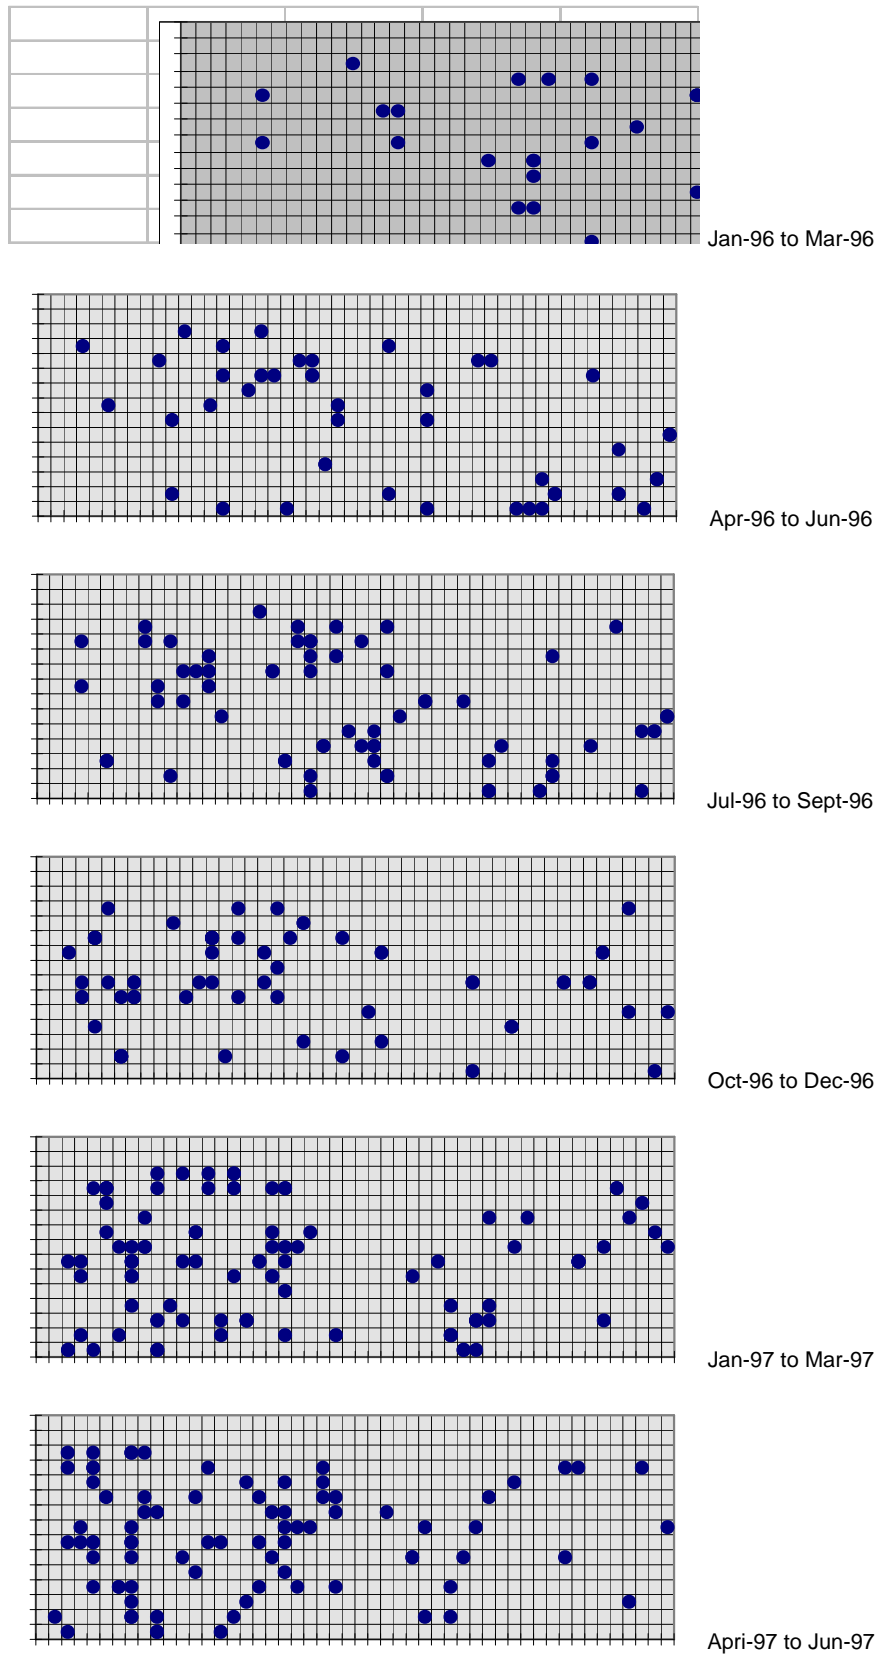 Jan-96 to Mar-96
Apr-96 to Jun-96
Jul-96 to Sept-96
Oct-96 to Dec-96
Jan-97 to Mar-97
Apri-97 to Jun-97